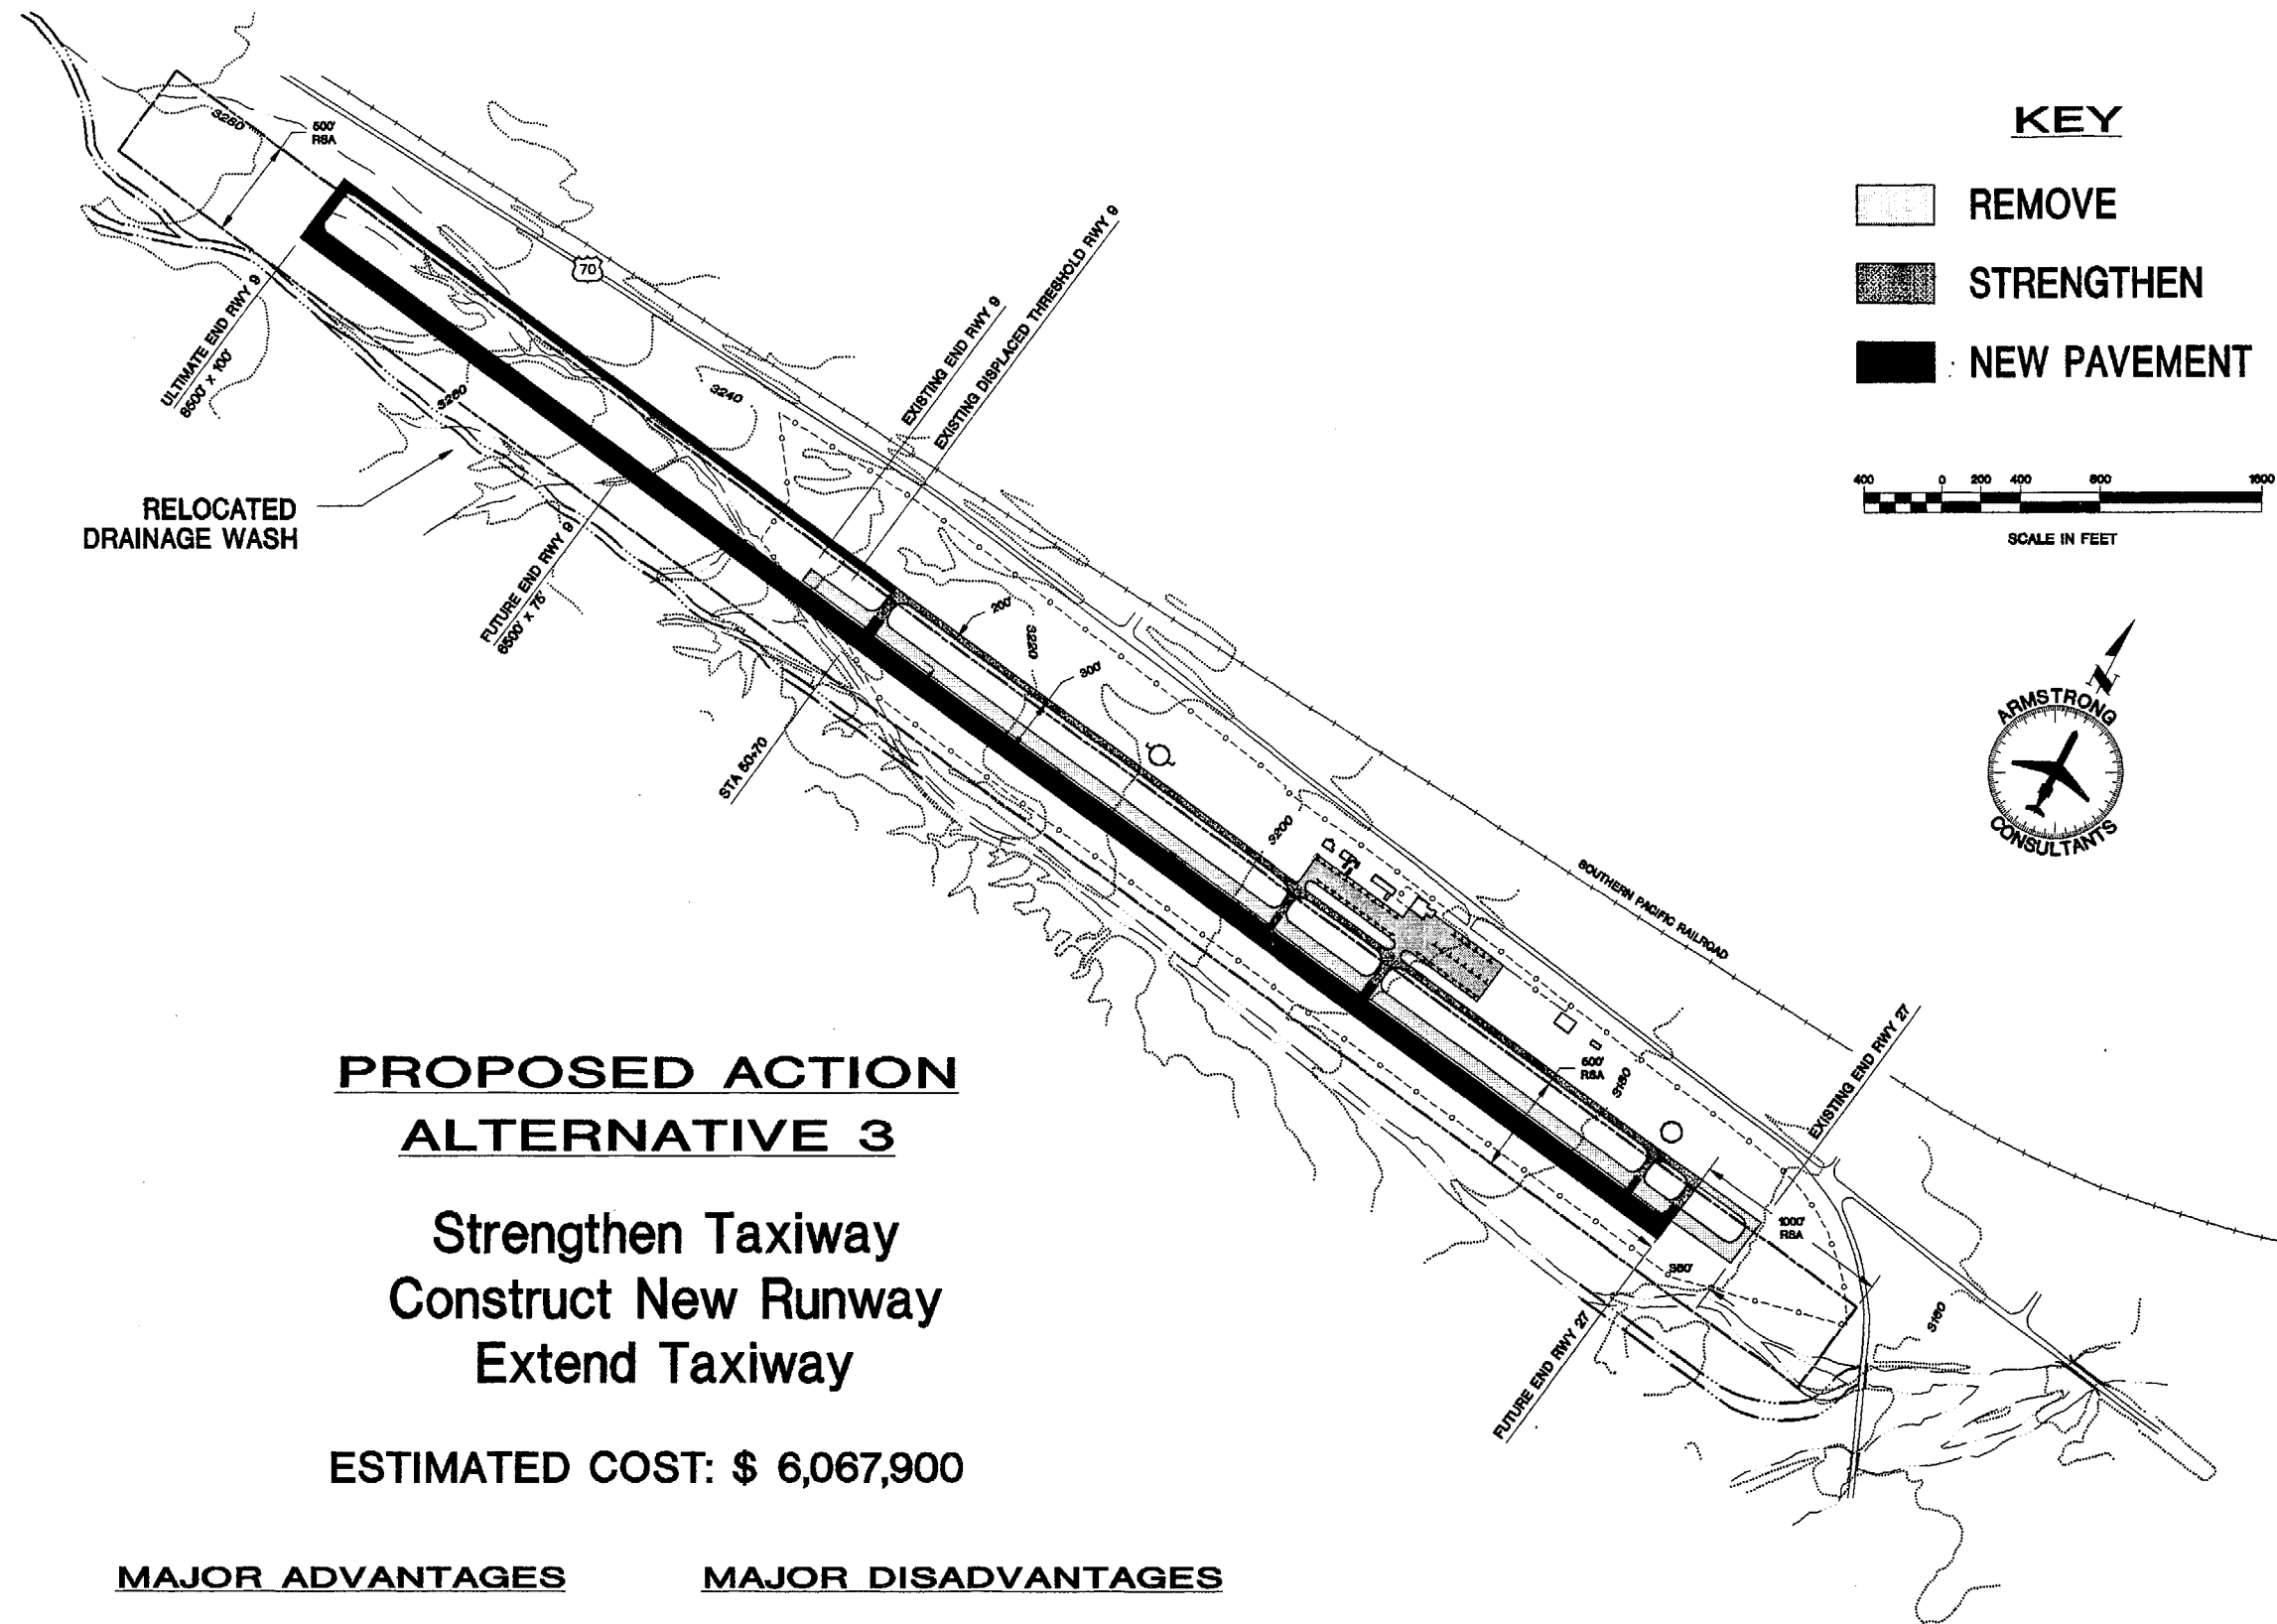 KEY
REMOVE
STRENGTHEN
NEW PAVEMENT
400 0 200 400 800 1600
SCALE IN FEET
N
ARMSTRONG
CONSULTANTS
3280
500'
RSA
70
ULTIMATE END RWY 9
8500' X 100'
3260
3240
EXISTING END RWY 9
EXISTING DISPLACED THRESHOLD RWY 9
RELOCATED
DRAINAGE WASH
FUTURE END RWY 9
6500' X 75'
200'
3220
300'
STA 50+70
3200
SOUTHERN PACIFIC RAILROAD
500'
RSA
3180
EXISTING END RWY 27
1000'
RSA
FUTURE END RWY 27
3160
PROPOSED ACTION
ALTERNATIVE 3
Strengthen Taxiway
Construct New Runway
Extend Taxiway
ESTIMATED COST: $ 6,067,900
MAJOR ADVANTAGES
MAJOR DISADVANTAGES